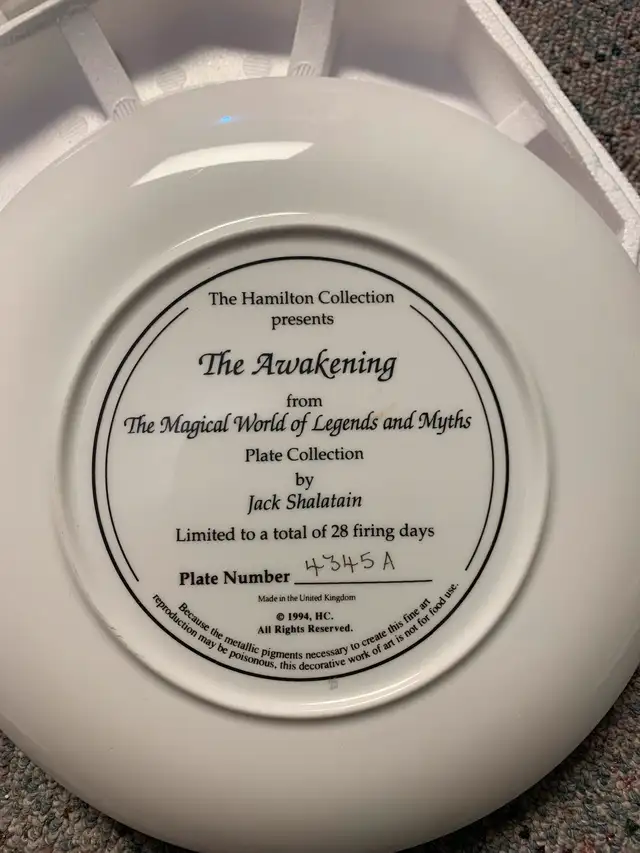 The Hamilton Collection
presents
The Awakening
from
The Magical World of Legends and Myths
Plate Collection
by
Jack Shalatain
Limited to a total of 28 firing days
Plate Number 4345 A
Made in the United Kingdom
© 1994, HC.
All Rights Reserved.
Because the metallic pigments necessary to create this fine art
reproduction may be poisonous, this decorative work of art is not for food use.